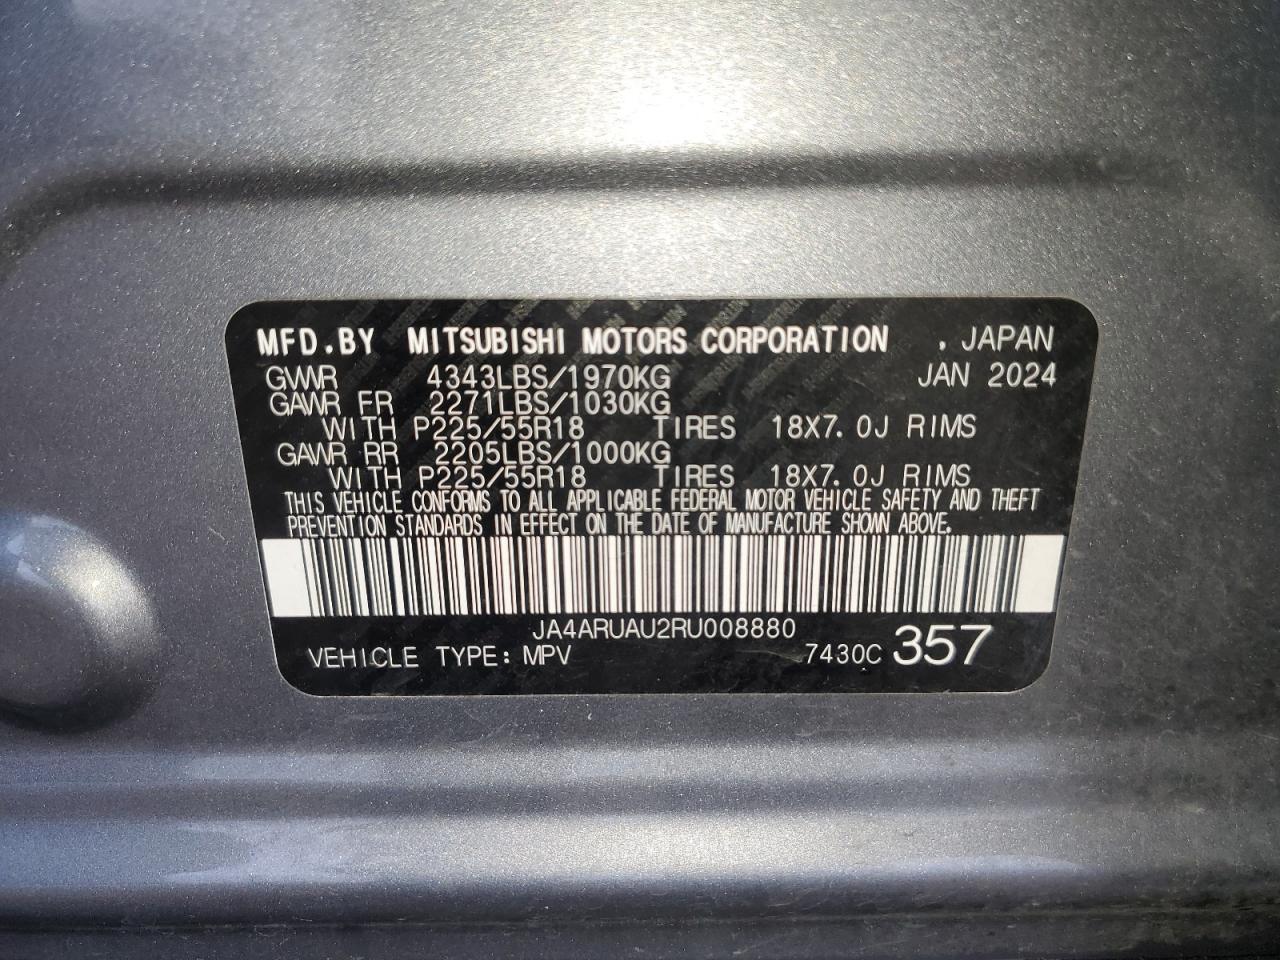 MFD.BY MITSUBISHI MOTORS CORPORATION , JAPAN
GWWR 4343LBS/1970KG JAN 2024
GAWR FR 2271LBS/1030KG
WITH P225/55R18 TIRES 18X7.0J RIMS
GAWR RR 2205LBS/1000KG
WITH P225/55R18 TIRES 18X7.0J RIMS
THIS VEHICLE CONFORMS TO ALL APPLICABLE FEDERAL MOTOR VEHICLE SAFETY AND THEFT
PREVENTION STANDARDS IN EFFECT ON THE DATE OF MANUFACTURE SHOWN ABOVE.
JA4ARUAU2RU008880
VEHICLE TYPE: MPV 7430C 357